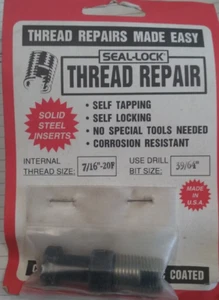 THREAD REPAIRS MADE EASY
SEAL-LOCK
THREAD REPAIR
SOLID
STEEL
INSERTS
• SELF TAPPING
• SELF LOCKING
• NO SPECIAL TOOLS NEEDED
• CORROSION RESISTANT
INTERNAL
THREAD SIZE:
7/16"-20F
USE DRILL
BIT SIZE:
MADE IN
U.S.A
COATED